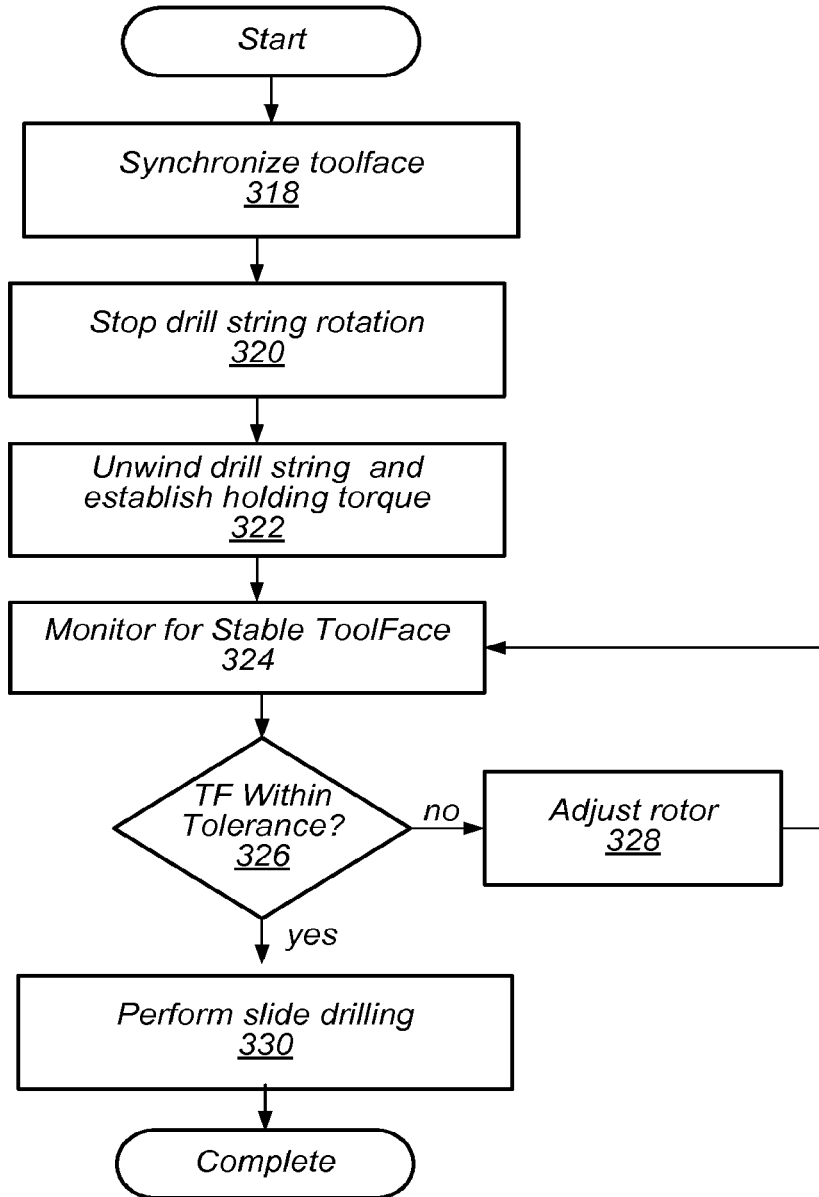 Start
Synchronize toolface
318
Stop drill string rotation
320
Unwind drill string and
establish holding torque
322
Monitor for Stable ToolFace
324
TF Within
Tolerance?
326
no
Adjust rotor
328
yes
Perform slide drilling
330
Complete